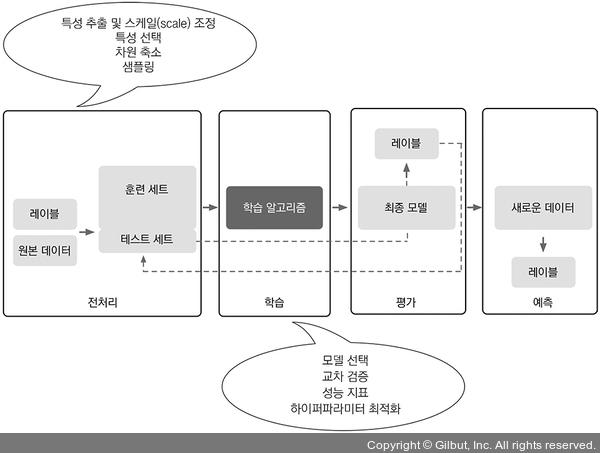 특성 추출 및 스케일(scale) 조정
특성 선택
차원 축소
샘플링
레이블
원본 데이터
훈련 세트
테스트 세트
전처리
학습 알고리즘
학습
레이블
최종 모델
평가
새로운 데이터
레이블
예측
모델 선택
교차 검증
성능 지표
하이퍼파라미터 최적화
Copyright © Gilbut, Inc. All rights reserved.